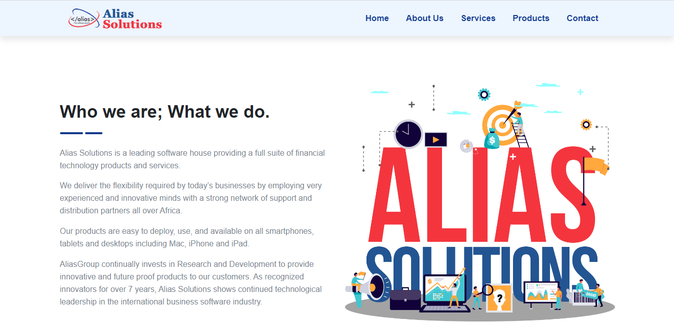 </alias>
Alias
Solutions
Home About Us Services Products Contact
Who we are; What we do.
Alias Solutions is a leading software house providing a full suite of financial
technology products and services.
We deliver the flexibility required by today's businesses by employing very
experienced and innovative minds with a strong network of support and
distribution partners all over Africa.
Our products are easy to deploy, use, and available on all smartphones,
tablets and desktops including Mac, iPhone and iPad.
AliasGroup continually invests in Research and Development to provide
innovative and future proof products to our customers. As recognized
innovators for over 7 years, Alias Solutions shows continued technological
leadership in the international business software industry.
ALIAS
SOLUTIONS